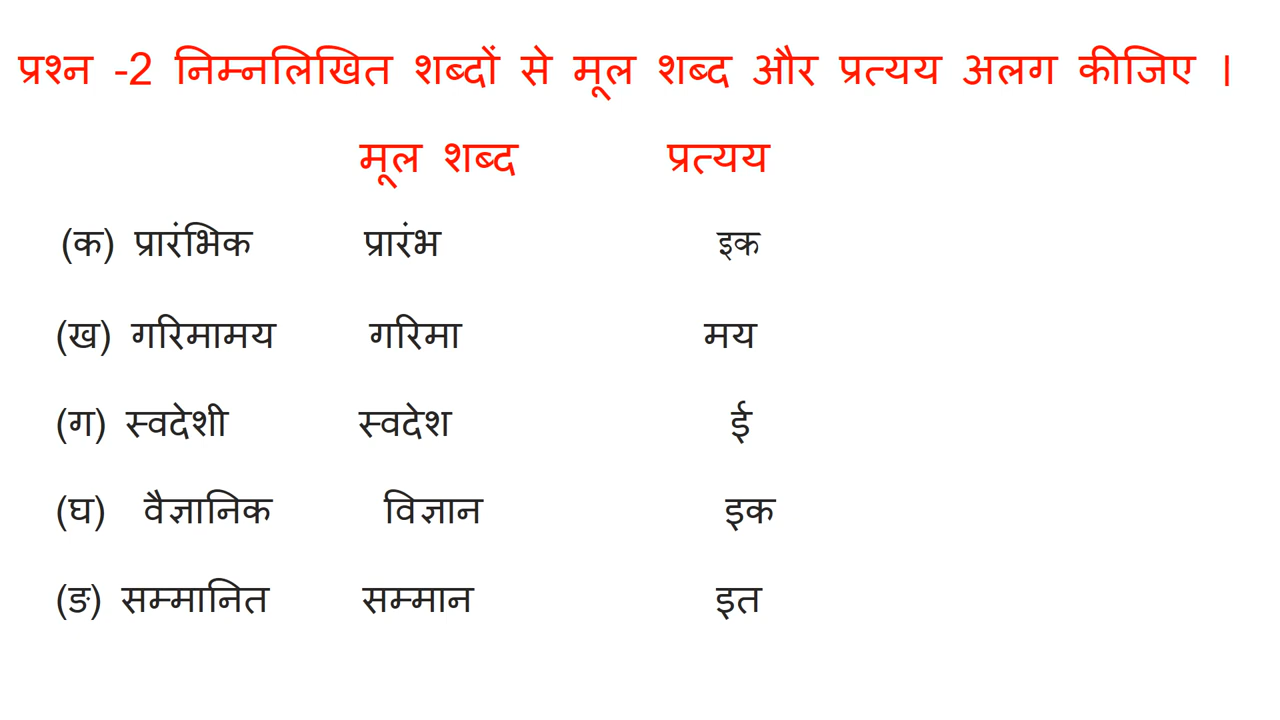 प्रश्न -2 निम्नलिखित शब्दों से मूल शब्द और प्रत्यय अलग कीजिए ।
मूल शब्द प्रत्यय
(क) प्रारंभिक प्रारंभ इक
(ख) गरिमामय गरिमा मय
(ग) स्वदेशी स्वदेश ई
(घ) वैज्ञानिक विज्ञान इक
(ङ) सम्मानित सम्मान इत